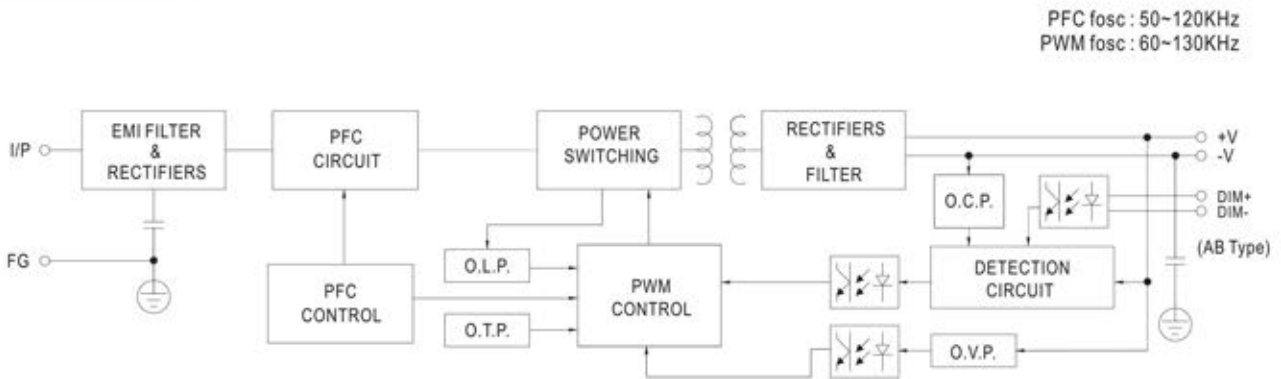 PFC fosc : 50~120KHz
PWM fosc : 60~130KHz
I/P
EMI FILTER
&
RECTIFIERS
PFC
CIRCUIT
POWER
SWITCHING
RECTIFIERS
&
FILTER
+V
-V
O.C.P.
DIM+
DIM-
(AB Type)
FG
O.L.P.
PFC
CONTROL
PWM
CONTROL
DETECTION
CIRCUIT
O.T.P.
O.V.P.